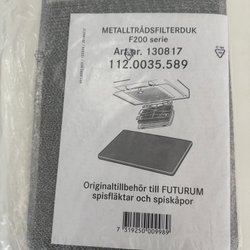 METALLTRÅDSFILTERDUK
F200 serie
Art.nr. 130817
112.0035.589
Originaltillbehör till FUTURUM
spisfläktar och spiskåpor
7 319250 009989